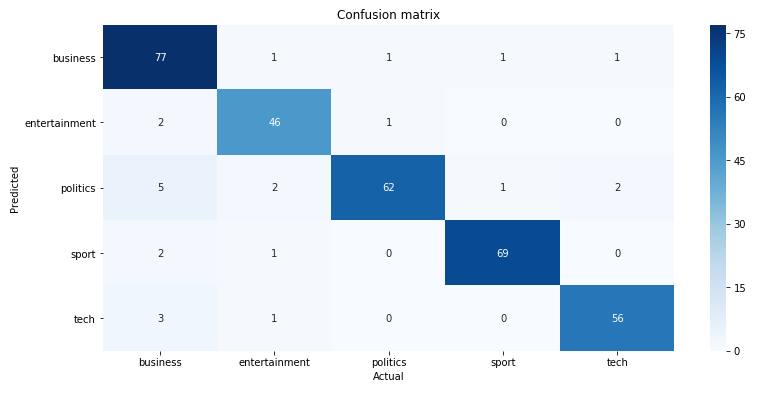 Confusion matrix
business 77 1 1 1 1 75
entertainment 2 46 1 0 0 60
politics 5 2 62 1 2 45
Predicted
sport 2 1 0 69 0 30
tech 3 1 0 0 56 15
0
business entertainment politics sport tech
Actual